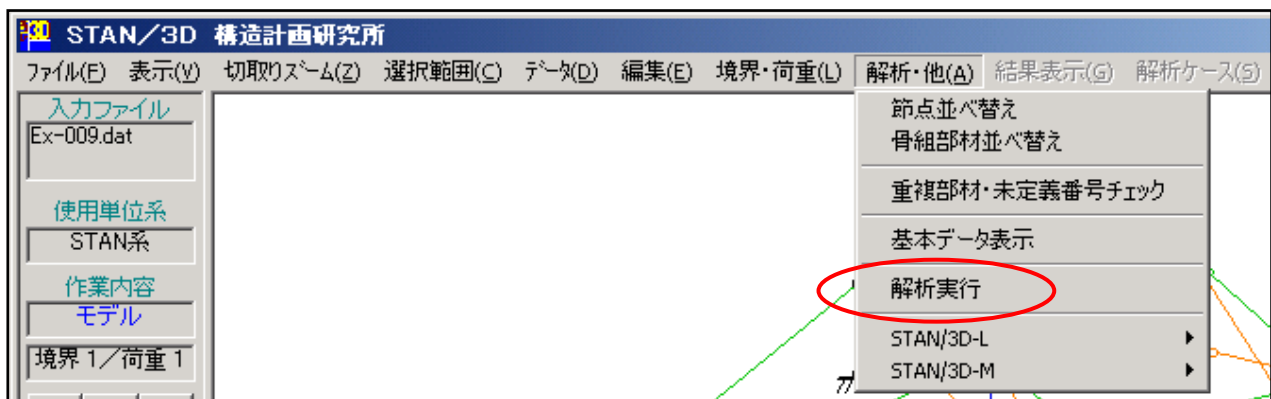 STAN/3D 構造計画研究所
ファイル(F) 表示(V) 切取りズーム(Z) 選択範囲(C) データ(D) 編集(E) 境界・荷重(L) 解析・他(A) 結果表示(G) 解析ケース(S)
入力ファイル
Ex-009.dat
使用単位系
STAN系
作業内容
モデル
境界 1/荷重 1
節点並べ替え
骨組部材並べ替え
重複部材・未定義番号チェック
基本データ表示
解析実行
STAN/3D-L
STAN/3D-M